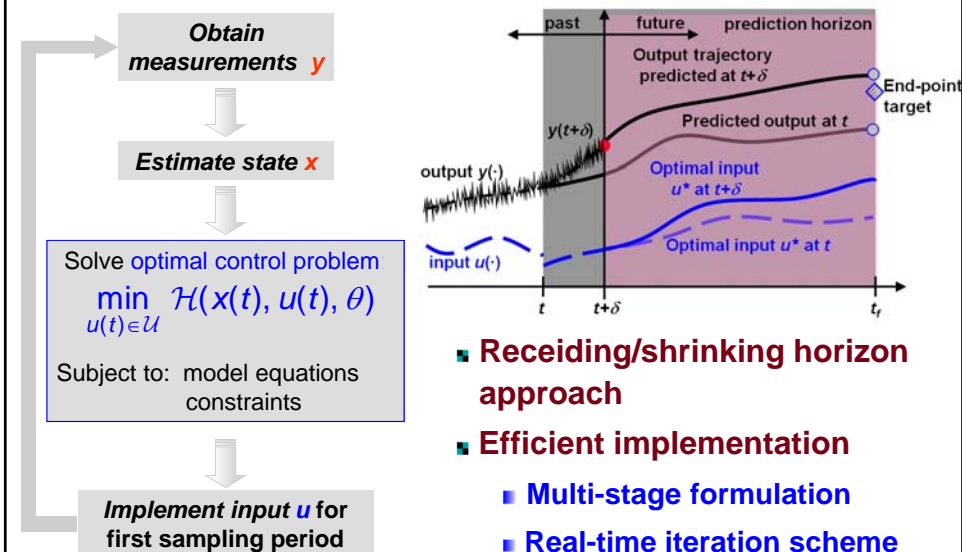 Obtain
measurements y
Estimate state x
Solve optimal control problem:
min H(x(t), u(t), θ)
u(t)∈U
Subject to: model equations
constraints
Implement input u for
first sampling period
past future prediction horizon
Output trajectory
predicted at t+δ
End-point
target
y(t+δ)
Predicted output at t
output y(·)
Optimal input
u* at t+δ
input u(·)
Optimal input u* at t
t t+δ tf
Receiding/shrinking horizon
approach
Efficient implementation
Multi-stage formulation
Real-time iteration scheme